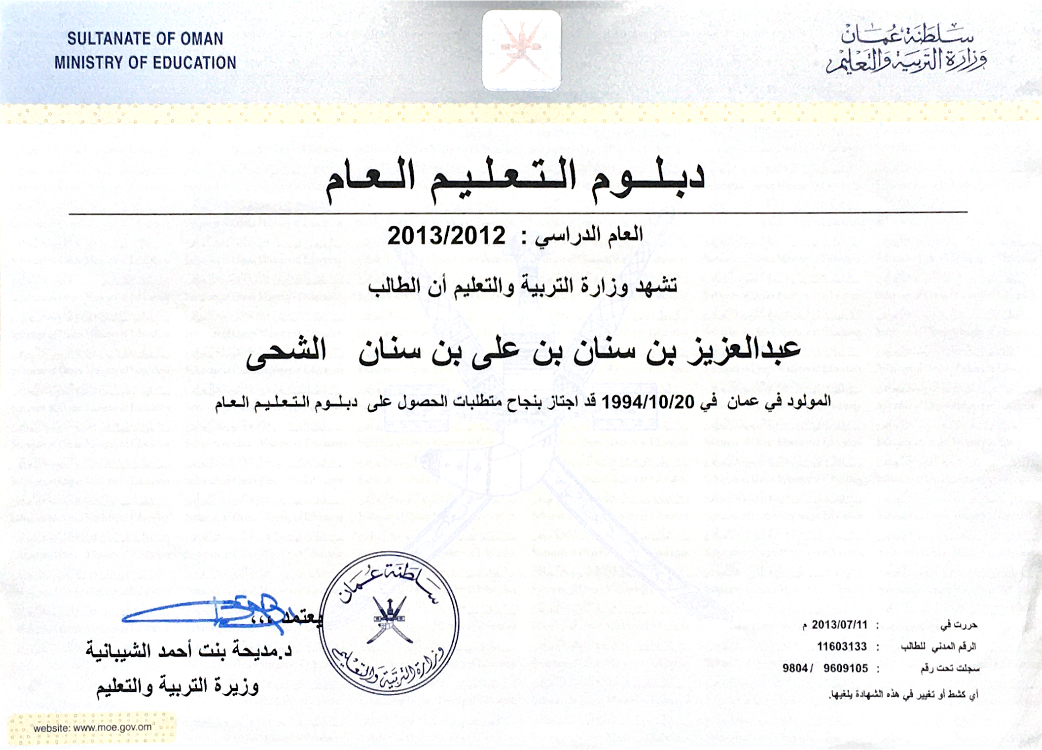 SULTANATE OF OMAN
MINISTRY OF EDUCATION
سلطنة عمان
وزارة التربية والتعليم
دبلوم التعليم العام
العام الدراسي : 2013/2012
تشهد وزارة التربية والتعليم أن الطالب
عبدالعزيز بن سنان بن على بن سنان الشحى
المولود في عمان في 1994/10/20 قد اجتاز بنجاح متطلبات الحصول على دبلوم التعليم العام
سلطنة عمان
وزارة التربية والتعليم
يعتمد ,,,
د.مديحة بنت أحمد الشيبانية
وزيرة التربية والتعليم
حررت في : 2013/07/11 م
الرقم المدني للطالب : 11603133
سجلت تحت رقم : 9609105 / 9804
أي كشط أو تغيير في هذه الشهادة يلغيها.
website: www.moe.gov.om